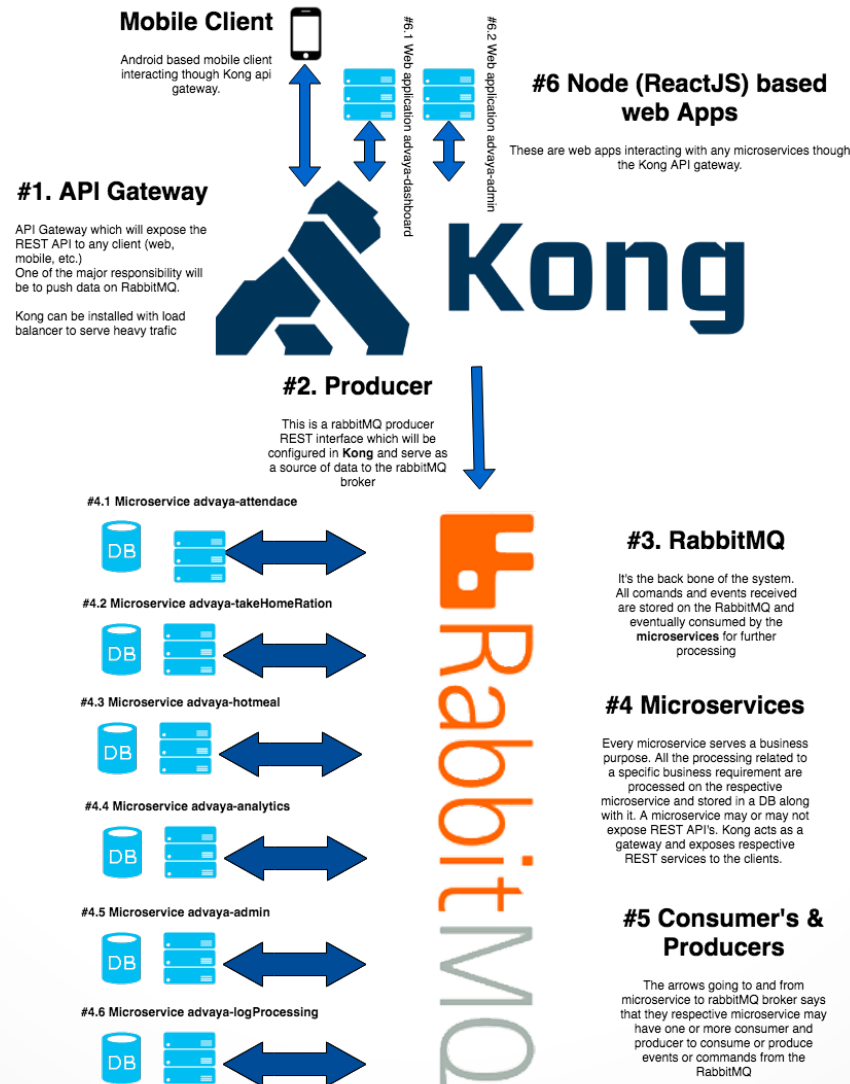 Mobile Client
Android based mobile client
interacting though Kong api
gateway.
#6.1 Web application advaya-dashboard
#6.2 Web application advaya-admin
#6 Node (ReactJS) based
web Apps
These are web apps interacting with any microservices though
the Kong API gateway.
#1. API Gateway
API Gateway which will expose the
REST API to any client (web,
mobile, etc.)
One of the major responsibility will
be to push data on RabbitMQ.
Kong can be installed with load
balancer to serve heavy trafic
Kong
#2. Producer
This is a rabbitMQ producer
REST interface which will be
configured in Kong and serve as
a source of data to the rabbitMQ
broker
#4.1 Microservice advaya-attendace
DB
#4.2 Microservice advaya-takeHomeRation
DB
#4.3 Microservice advaya-hotmeal
DB
#4.4 Microservice advaya-analytics
DB
#4.5 Microservice advaya-admin
DB
#4.6 Microservice advaya-logProcessing
DB
RabbitMQ
#3. RabbitMQ
It's the back bone of the system.
All comands and events received
are stored on the RabbitMQ and
eventually consumed by the
microservices for further
processing
#4 Microservices
Every microservice serves a business
purpose. All the processing related to
a specific business requirement are
processed on the respective
microservice and stored in a DB along
with it. A microservice may or may not
expose REST API's. Kong acts as a
gateway and exposes respective
REST services to the clients.
#5 Consumer's &
Producers
The arrows going to and from
microservice to rabbitMQ broker says
that they respective microservice may
have one or more consumer and
producer to consume or produce
events or commands from the
RabbitMQ